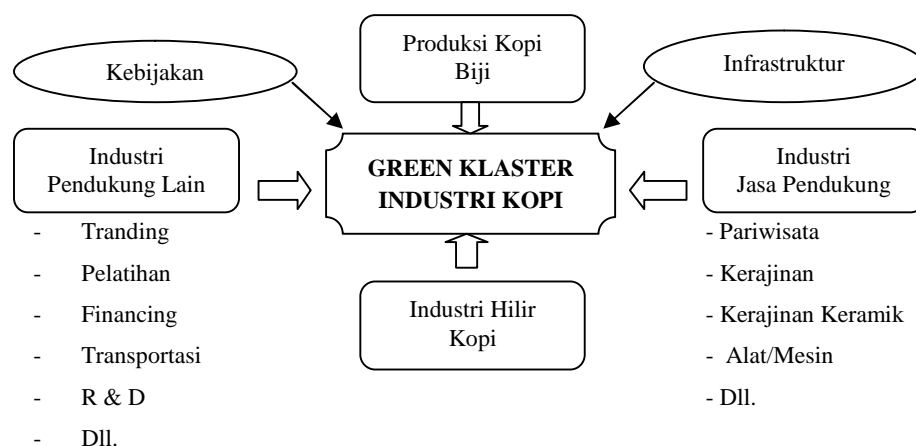 Produksi Kopi
Biji
Kebijakan
Infrastruktur
Industri
Pendukung Lain
GREEN KLASTER
INDUSTRI KOPI
Industri
Jasa Pendukung
- Tranding
- Pelatihan
- Financing
- Transportasi
- R & D
- Dll.
Industri Hilir
Kopi
- Pariwisata
- Kerajinan
- Kerajinan Keramik
- Alat/Mesin
- Dll.